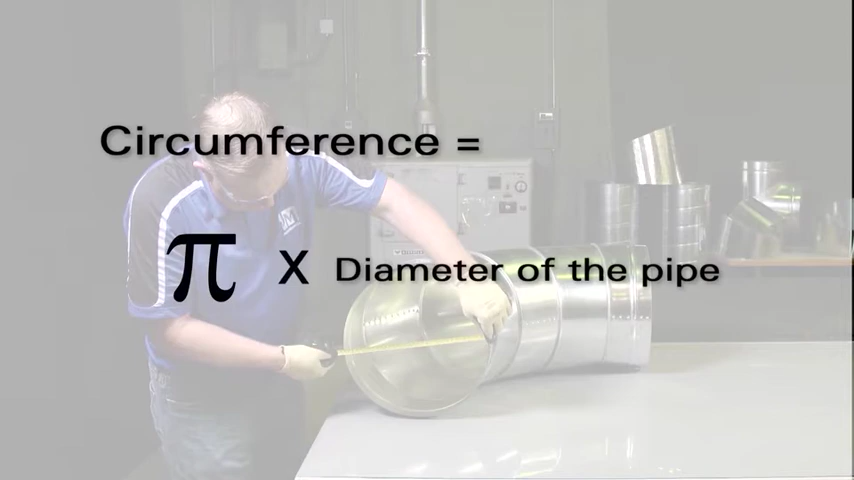 Circumference =
π x Diameter of the pipe